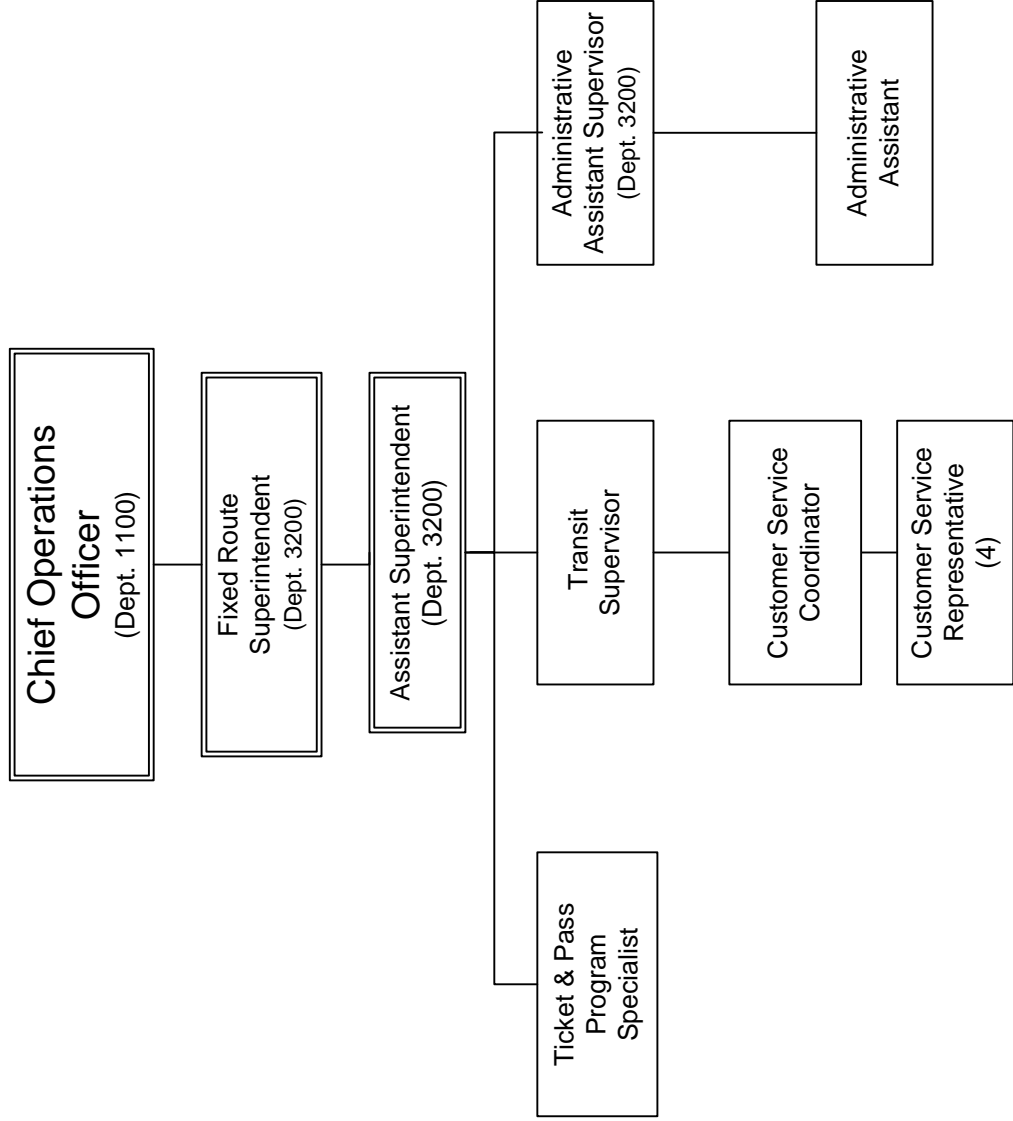 Chief Operations
Officer
(Dept. 1100)
Fixed Route
Superintendent
(Dept. 3200)
Assistant Superintendent
(Dept. 3200)
Ticket & Pass
Program
Specialist
Transit
Supervisor
Administrative
Assistant Supervisor
(Dept. 3200)
Customer Service
Coordinator
Administrative
Assistant
Customer Service
Representative
(4)